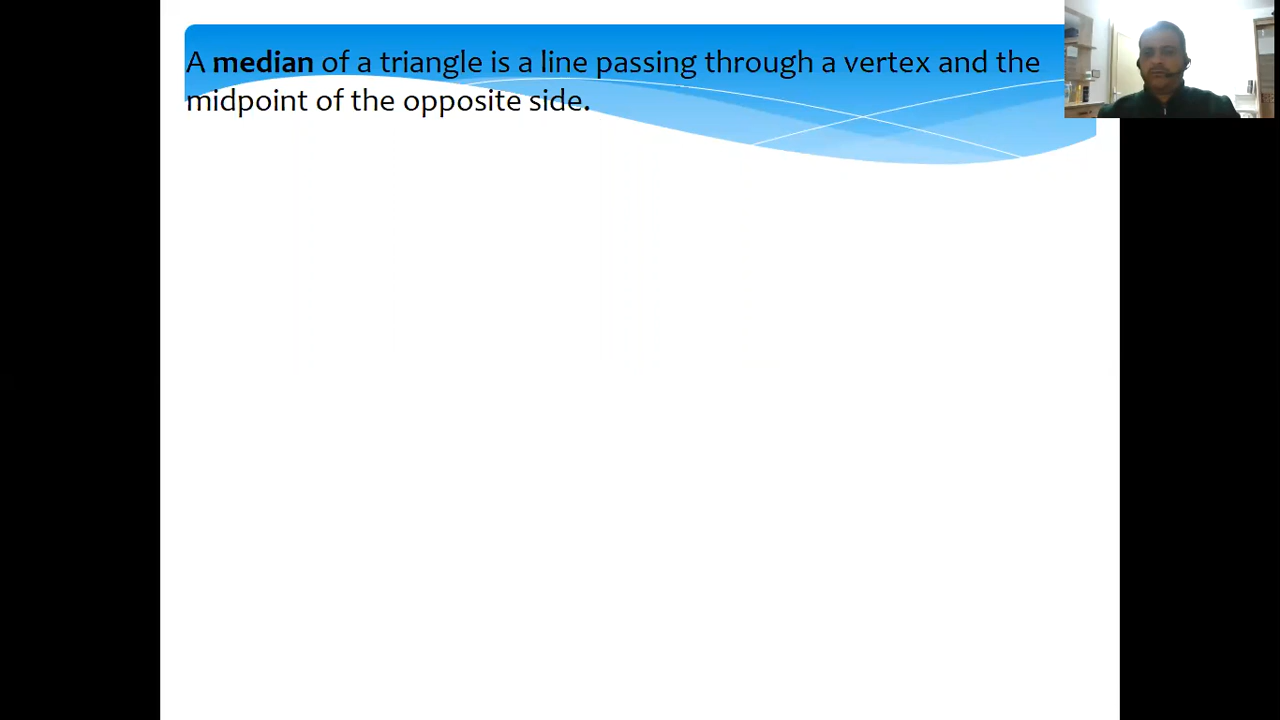 A median of a triangle is a line passing through a vertex and the
midpoint of the opposite side.